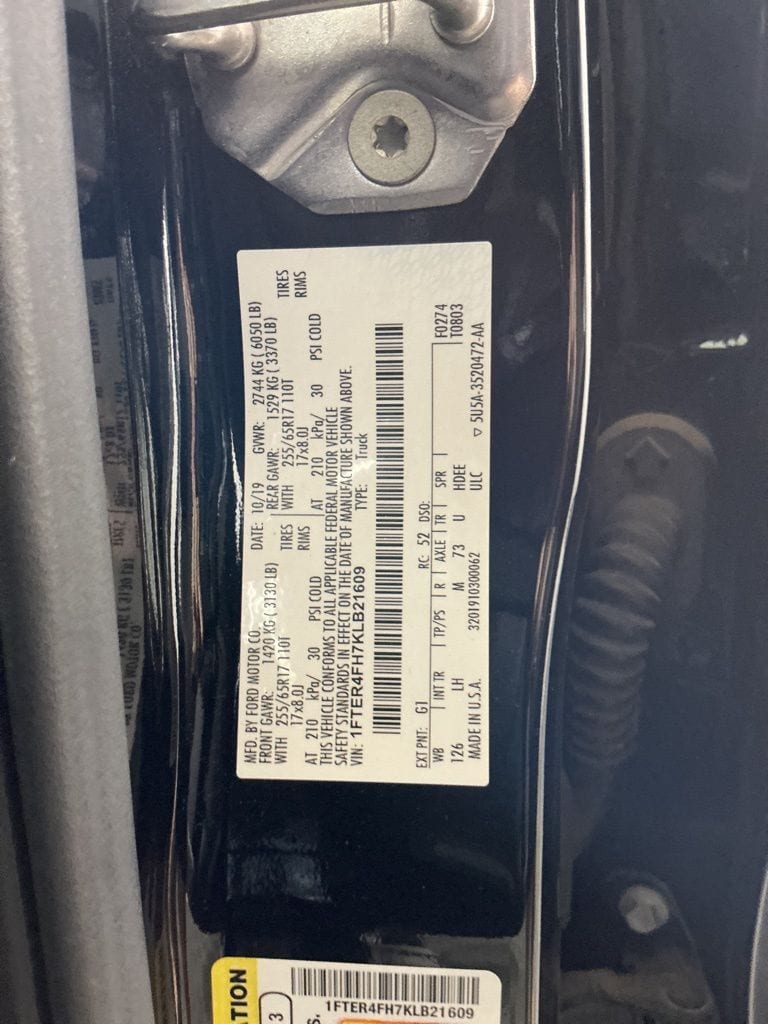 MFD. BY FORD MOTOR CO.
DATE: 10/19 GVWR: 2744 KG ( 6050 LB)
FRONT GAWR: 1420 KG ( 3130 LB) REAR GAWR: 1529 KG ( 3370 LB)
WITH 255/65R17 110T TIRES WITH 255/65R17 110T TIRES
17x8.0J RIMS 17x8.0J RIMS
AT 210 kPa/ 30 PSI COLD AT 210 kPa/ 30 PSI COLD
THIS VEHICLE CONFORMS TO ALL APPLICABLE FEDERAL MOTOR VEHICLE
SAFETY STANDARDS IN EFFECT ON THE DATE OF MANUFACTURE SHOWN ABOVE.
VIN: 1FTER4FH7KLB21609 TYPE: Truck
EXT PNT: G1 RC: 52 DSO: F0274
WB INT TR TP/PS R AXLE TR SPR T0803
126 LH M 73 U HDEE
MADE IN U.S.A. 3201910300062 ULC ▽ 5U5A-3520472-AA
ATION
3
1FTER4FH7KLB21609